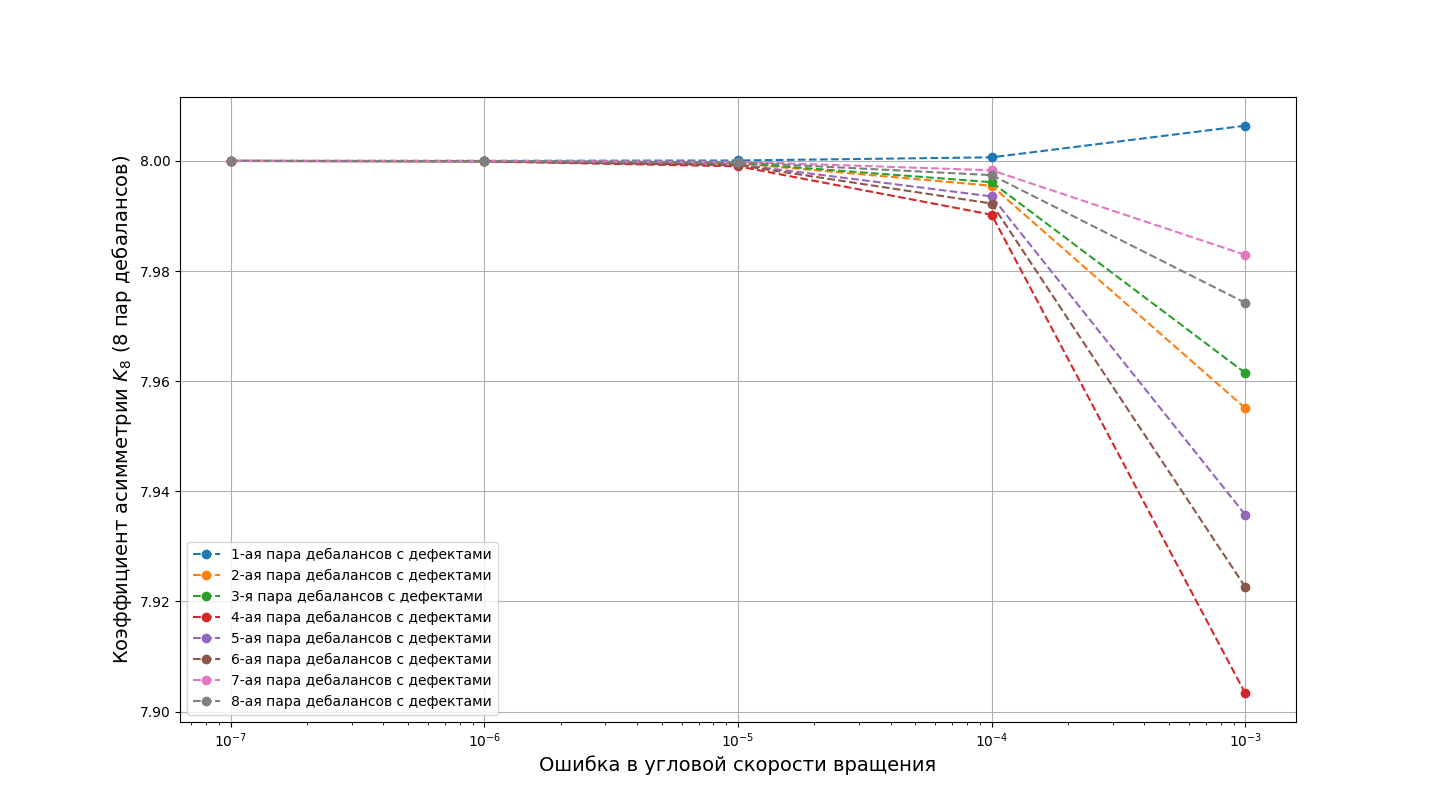 Коэффициент асимметрии K₈ (8 пар дебалансов)
8.00
7.98
7.96
7.94
7.92
7.90
1-ая пара дебалансов с дефектами
2-ая пара дебалансов с дефектами
3-я пара дебалансов с дефектами
4-ая пара дебалансов с дефектами
5-ая пара дебалансов с дефектами
6-ая пара дебалансов с дефектами
7-ая пара дебалансов с дефектами
8-ая пара дебалансов с дефектами
10⁻⁷ 10⁻⁶ 10⁻⁵ 10⁻⁴ 10⁻³
Ошибка в угловой скорости вращения